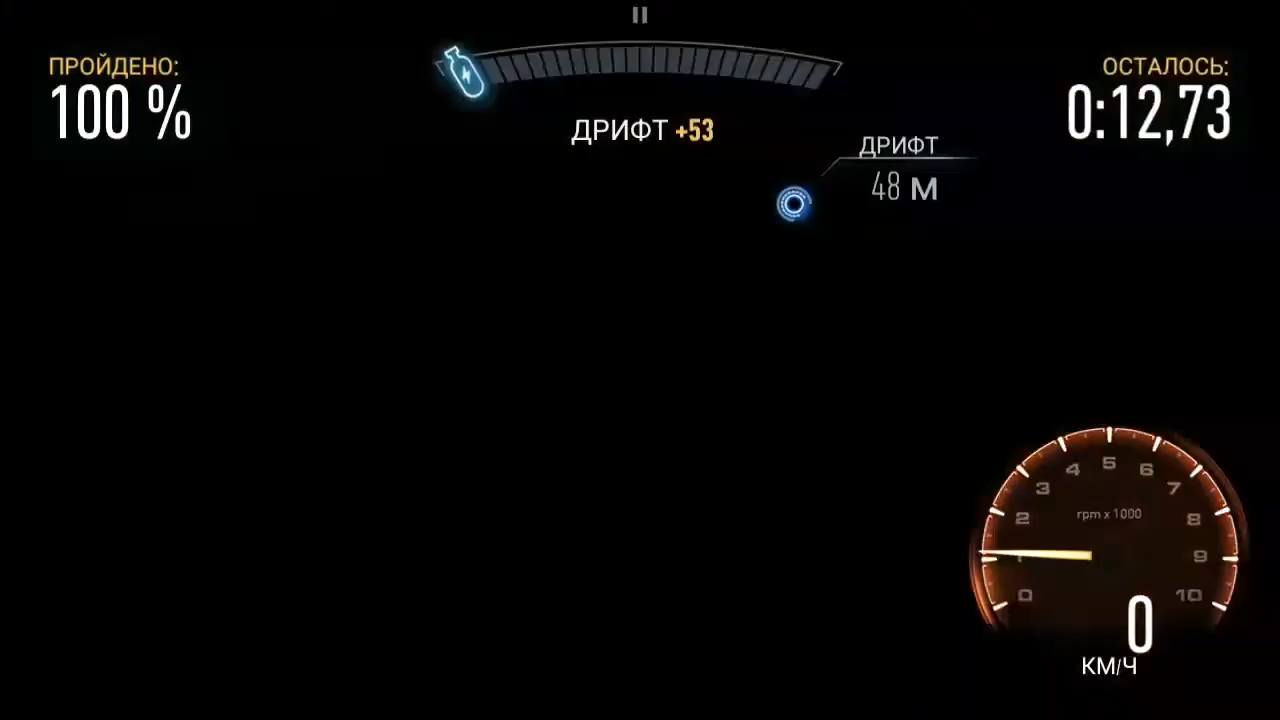 ПРОЙДЕНО:
100 %
ДРИФТ +53
ДРИФТ
48 М
ОСТАЛОСЬ:
0:12,73
0
1
2
3
4
5
6
7
8
9
10
rpm x 1000
0
КМ/Ч